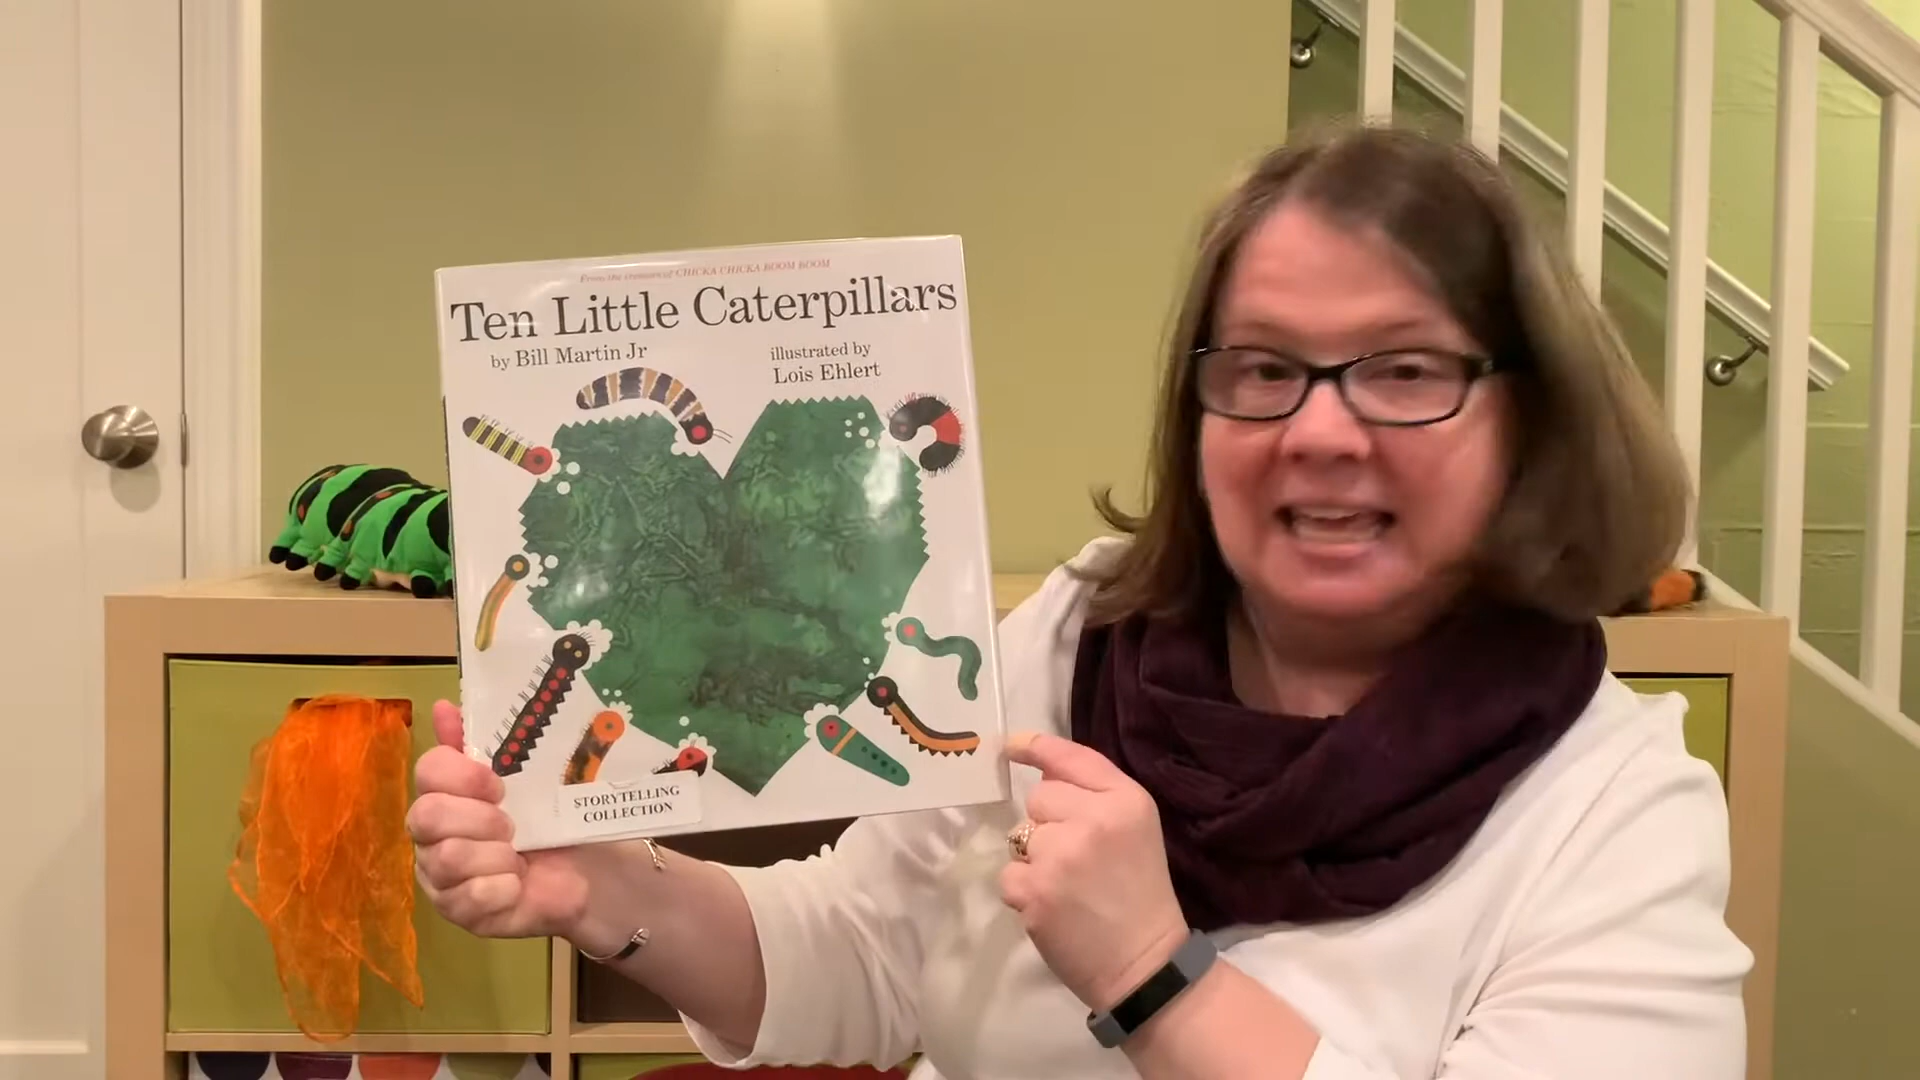 From the creators of CHICKA CHICKA BOOM BOOM
Ten Little Caterpillars
by Bill Martin Jr
illustrated by
Lois Ehlert
STORYTELLING
COLLECTION